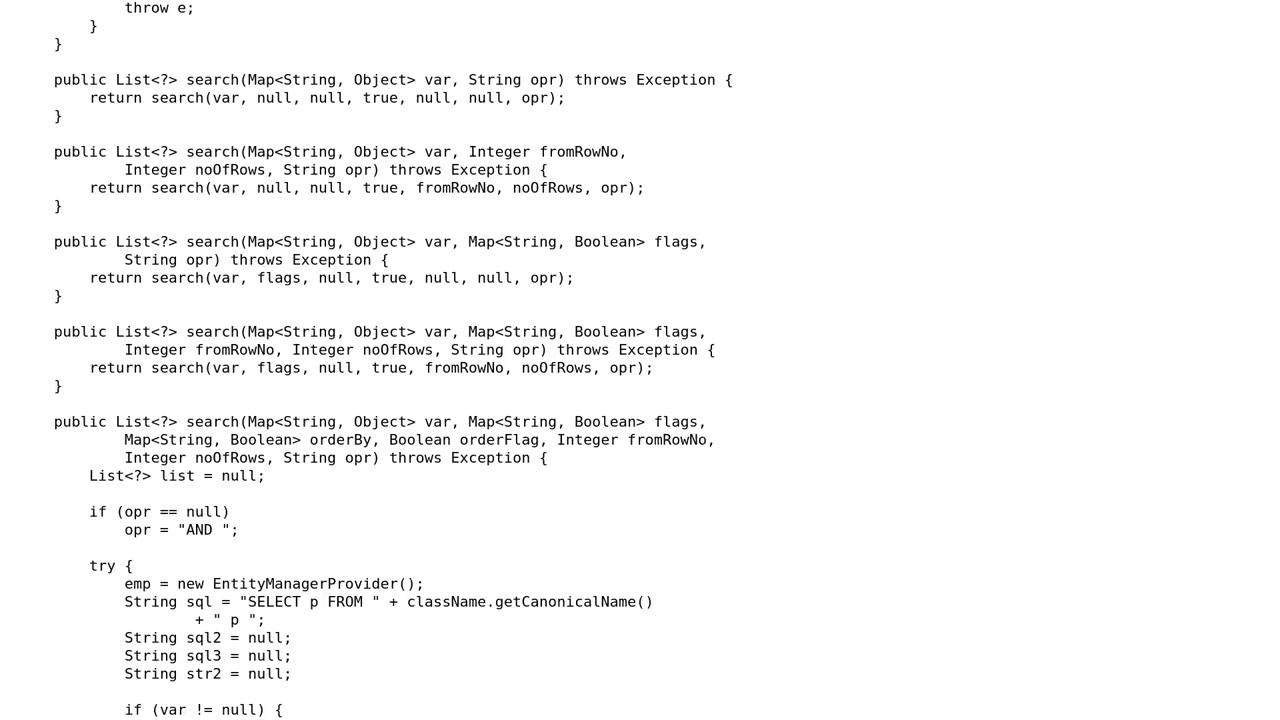 throw e;
        }
    }

    public List<?> search(Map<String, Object> var, String opr) throws Exception {
        return search(var, null, null, true, null, null, opr);
    }

    public List<?> search(Map<String, Object> var, Integer fromRowNo,
            Integer noOfRows, String opr) throws Exception {
        return search(var, null, null, true, fromRowNo, noOfRows, opr);
    }

    public List<?> search(Map<String, Object> var, Map<String, Boolean> flags,
            String opr) throws Exception {
        return search(var, flags, null, true, null, null, opr);
    }

    public List<?> search(Map<String, Object> var, Map<String, Boolean> flags,
            Integer fromRowNo, Integer noOfRows, String opr) throws Exception {
        return search(var, flags, null, true, fromRowNo, noOfRows, opr);
    }

    public List<?> search(Map<String, Object> var, Map<String, Boolean> flags,
            Map<String, Boolean> orderBy, Boolean orderFlag, Integer fromRowNo,
            Integer noOfRows, String opr) throws Exception {
        List<?> list = null;

        if (opr == null)
            opr = "AND ";

        try {
            emp = new EntityManagerProvider();
            String sql = "SELECT p FROM " + className.getCanonicalName()
                    + " p ";
            String sql2 = null;
            String sql3 = null;
            String str2 = null;

            if (var != null) {